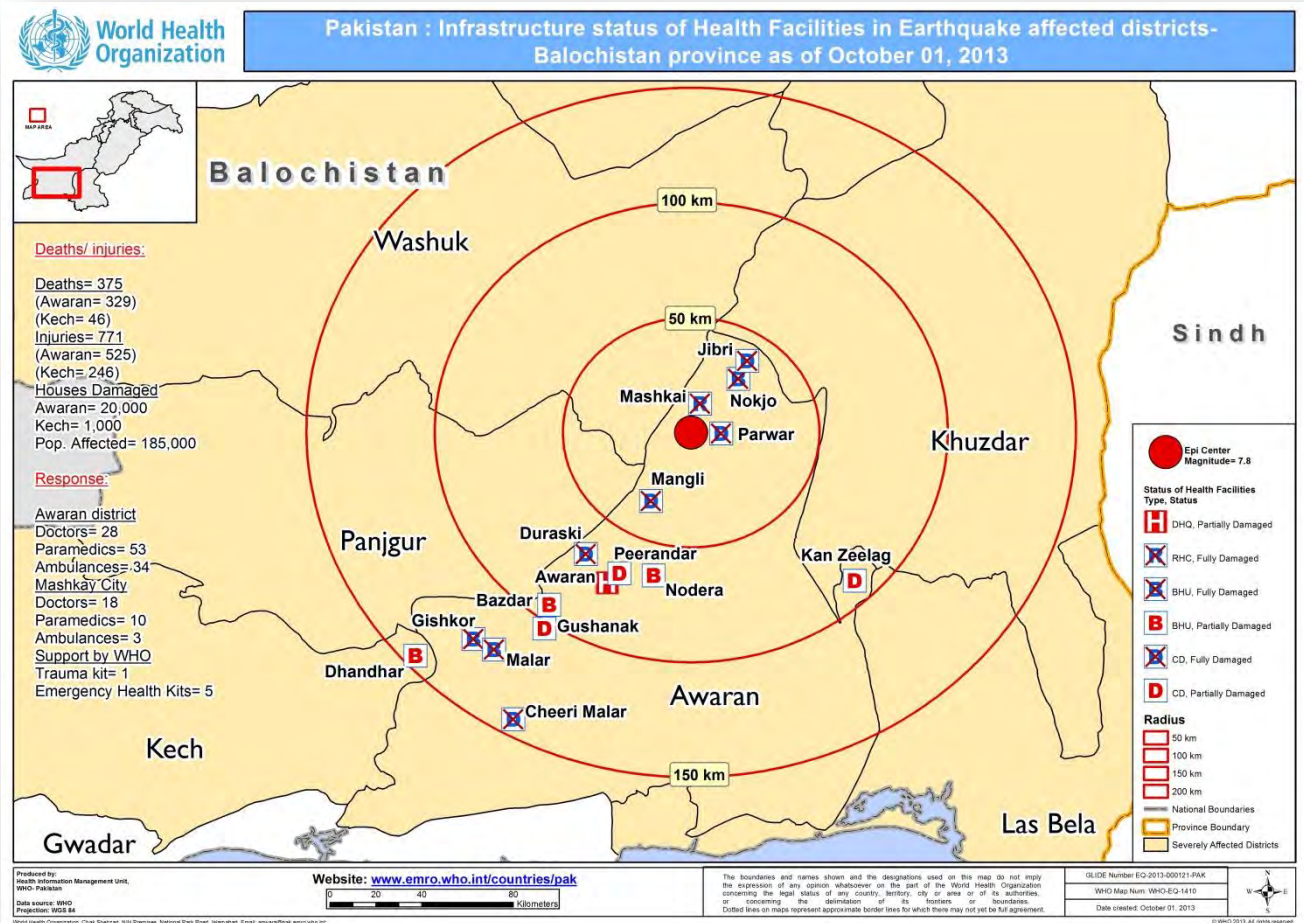 World Health
Organization
Pakistan : Infrastructure status of Health Facilities in Earthquake affected districts-
Balochistan province as of October 01, 2013
MAP AREA
Balochistan
Washuk
100 km
50 km
Sindh
Deaths/ injuries:
Deaths= 375
(Awaran= 329)
(Kech= 46)
Injuries= 771
(Awaran= 525)
(Kech= 246)
Houses Damaged
Awaran= 20,000
Kech= 1,000
Pop. Affected= 185,000
Response:
Awaran district
Doctors= 28
Paramedics= 53
Ambulances= 34
Mashkay City
Doctors= 18
Paramedics= 10
Ambulances= 3
Support by WHO
Trauma kit= 1
Emergency Health Kits= 5
Jibri
Mashkai
R
Nokjo
Parwar
Khuzdar
Mangli
Panjgur
Duraski
Peerandar
Kan Zeelag
Awaran
H
D
B
D
Nodera
Bazdar
B
Gishkor
D
Gushanak
Malar
Dhandhar
B
Awaran
Cheeri Malar
Kech
150 km
Las Bela
Gwadar
Epi Center
Magnitude= 7.8
Status of Health Facilities
Type, Status
H DHQ, Partially Damaged
R RHC, Fully Damaged
B BHU, Fully Damaged
B BHU, Partially Damaged
D CD, Fully Damaged
D CD, Partially Damaged
Radius
50 km
100 km
150 km
200 km
National Boundaries
Province Boundary
Severely Affected Districts
Produced by:
Health Information Management Unit,
WHO- Pakistan
Data source: WHO
Projection: WGS 84
Website: www.emro.who.int/countries/pak
0 20 40 80
Kilometers
The boundaries and names shown and the designations used on this map do not imply
the expression of any opinion whatsoever on the part of the World Health Organization
concerning the legal status of any country, territory, city or area or of its authorities,
or concerning the delimitation of its frontiers or boundaries.
Dotted lines on maps represent approximate border lines for which there may not yet be full agreement.
GLIDE Number EQ-2013-000121-PAK
WHO Map Num: WHO-EQ-1410
Date created: October 01, 2013
N
W E
S
© WHO 2013. All rights reserved